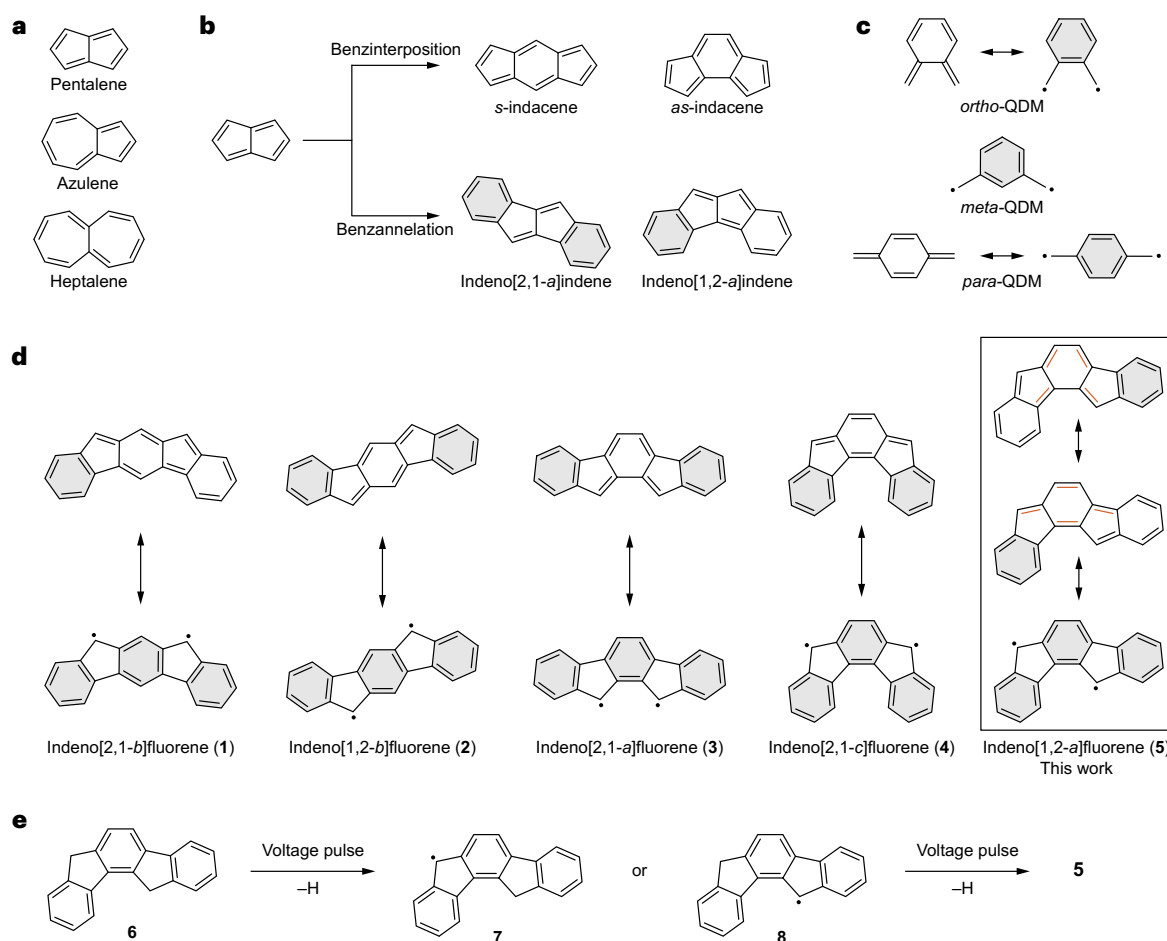 a
Pentalene
Azulene
Heptalene
b
Benzinterposition
s-indacene
as-indacene
Benzannelation
Indeno[2,1-a]indene
Indeno[1,2-a]indene
c
ortho-QDM
meta-QDM
para-QDM
d
Indeno[2,1-b]fluorene (1)
Indeno[1,2-b]fluorene (2)
Indeno[2,1-a]fluorene (3)
Indeno[2,1-c]fluorene (4)
Indeno[1,2-a]fluorene (5)
This work
e
6
Voltage pulse
–H
7
or
8
Voltage pulse
–H
5